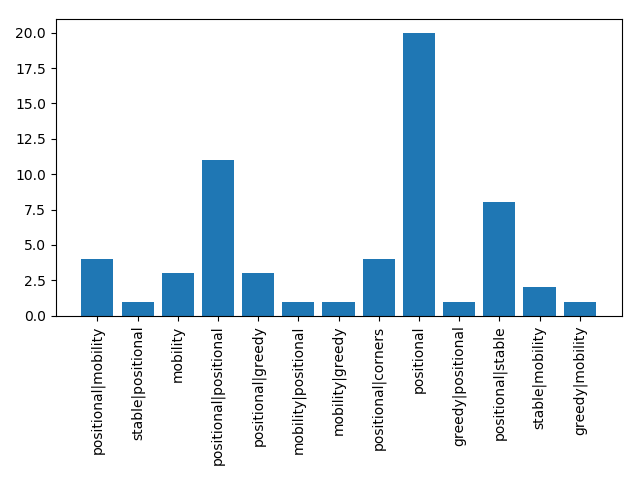 20.0
17.5
15.0
12.5
10.0
7.5
5.0
2.5
0.0
positional|mobility
stable|positional
mobility
positional|positional
positional|greedy
mobility|positional
mobility|greedy
positional|corners
positional
greedy|positional
positional|stable
stable|mobility
greedy|mobility